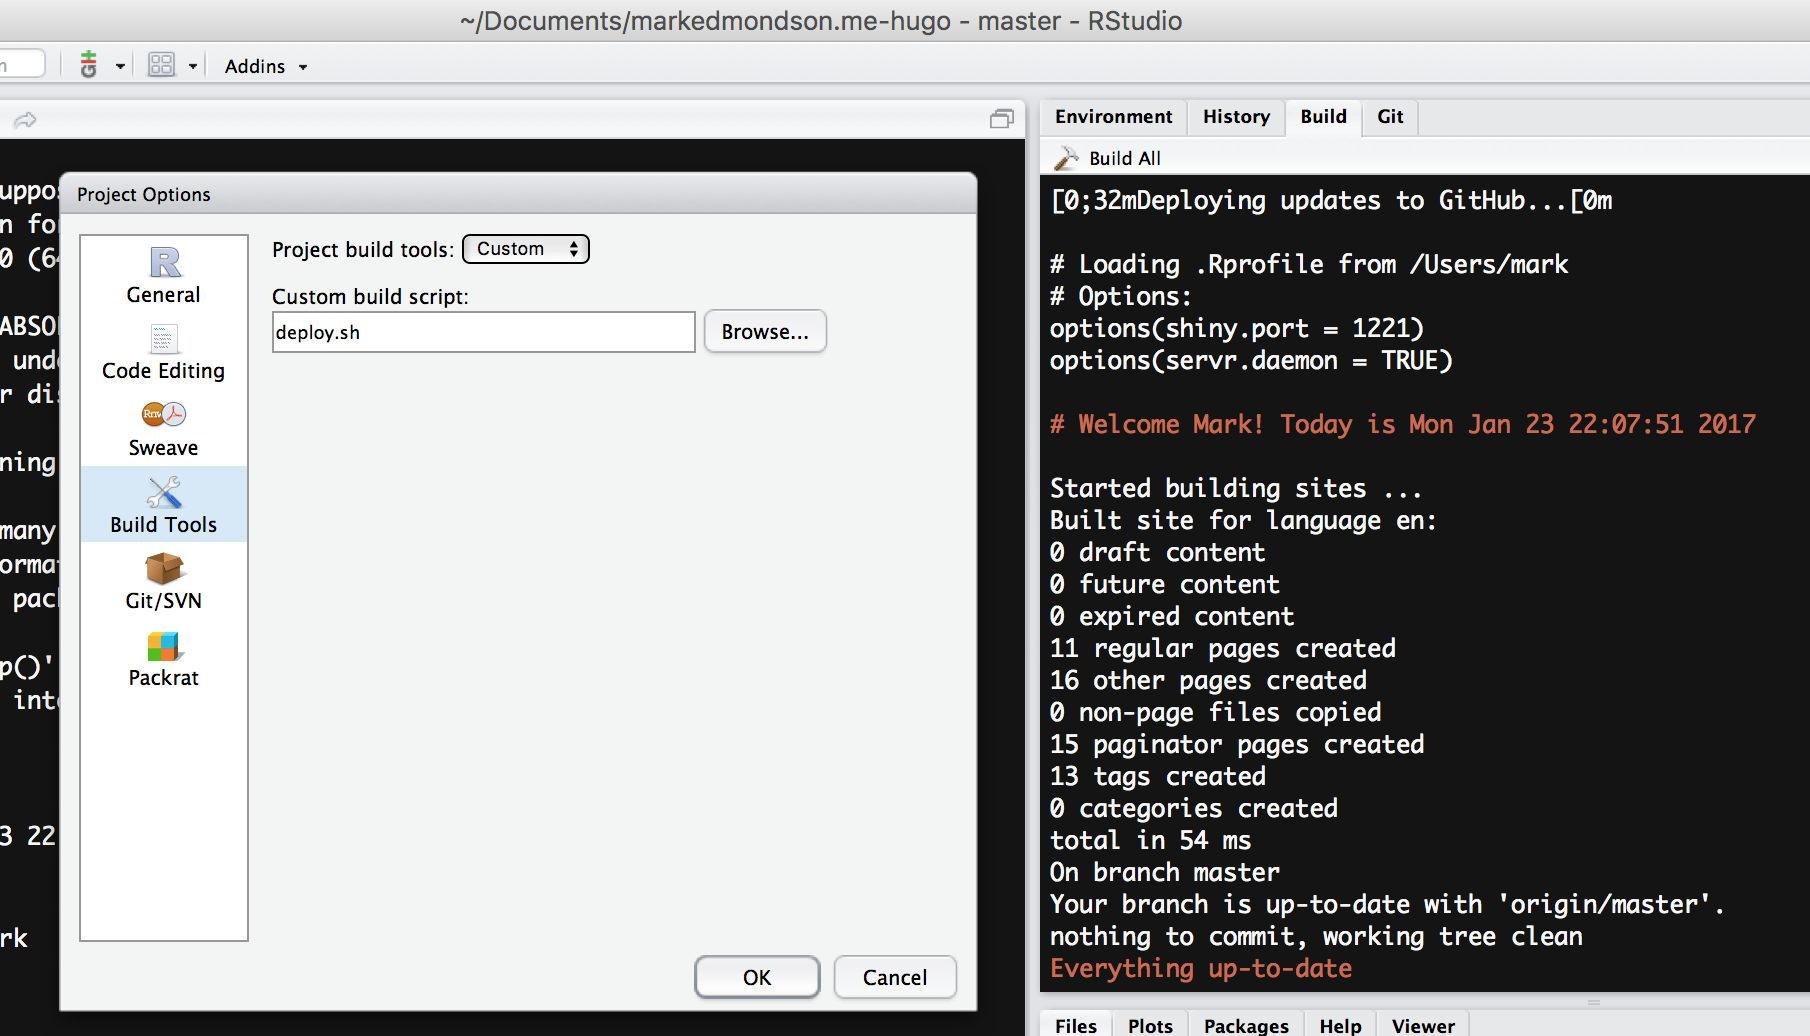 ~/Documents/markedmondson.me-hugo - master - RStudio
Addins
Environment
History
Build
Git
Build All
n for
0 (64
ABSO
r di
ning
many
p()'
3 22
rk
Project Options
General
Code Editing
Sweave
Build Tools
Git/SVN
Packrat
Project build tools: Custom
Custom build script:
deploy.sh
Browse...
OK
Cancel
[0;32mDeploying updates to GitHub...[0m
# Loading .Rprofile from /Users/mark
# Options:
options(shiny.port = 1221)
options(servr.daemon = TRUE)
# Welcome Mark! Today is Mon Jan 23 22:07:51 2017
Started building sites ...
Built site for language en:
0 draft content
0 future content
0 expired content
11 regular pages created
16 other pages created
0 non-page files copied
15 paginator pages created
13 tags created
0 categories created
total in 54 ms
On branch master
Your branch is up-to-date with 'origin/master'.
nothing to commit, working tree clean
Everything up-to-date
Files
Plots
Packages
Help
Viewer